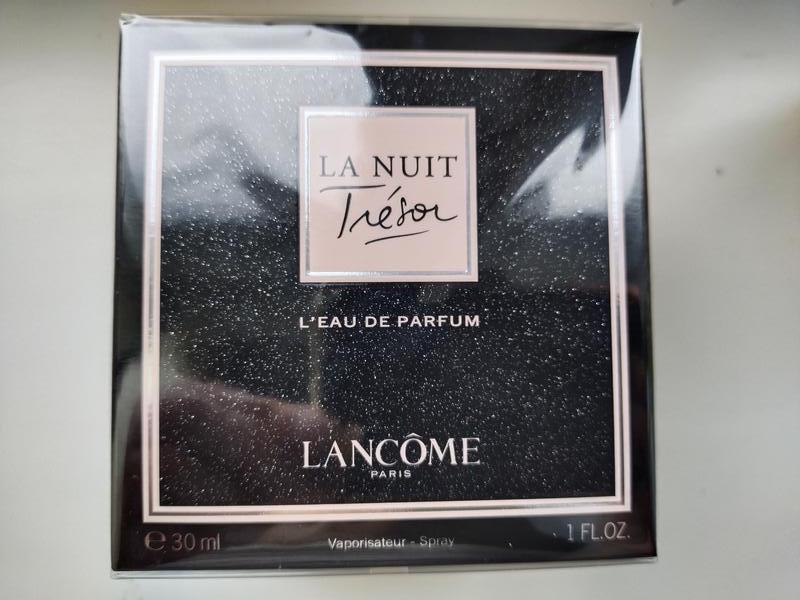 LA NUIT
Trésor
L'EAU DE PARFUM
LANCÔME
PARIS
℮ 30 ml
Vaporisateur - Spray
1 FL.OZ.